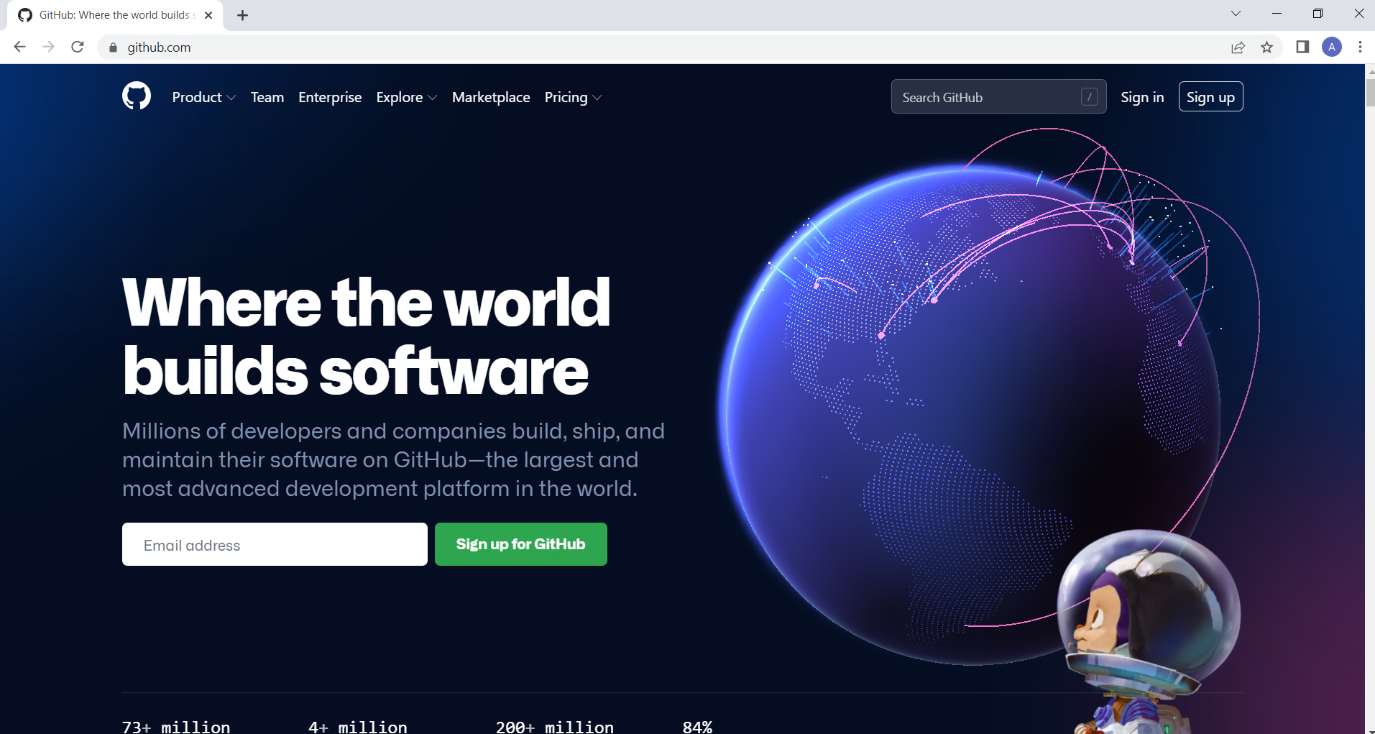 GitHub: Where the world builds
github.com
A
Product Team Enterprise Explore Marketplace Pricing
Search GitHub /
Sign in
Sign up
Where the world
builds software
Millions of developers and companies build, ship, and
maintain their software on GitHub—the largest and
most advanced development platform in the world.
Email address
Sign up for GitHub
73+ million 4+ million 200+ million 84%